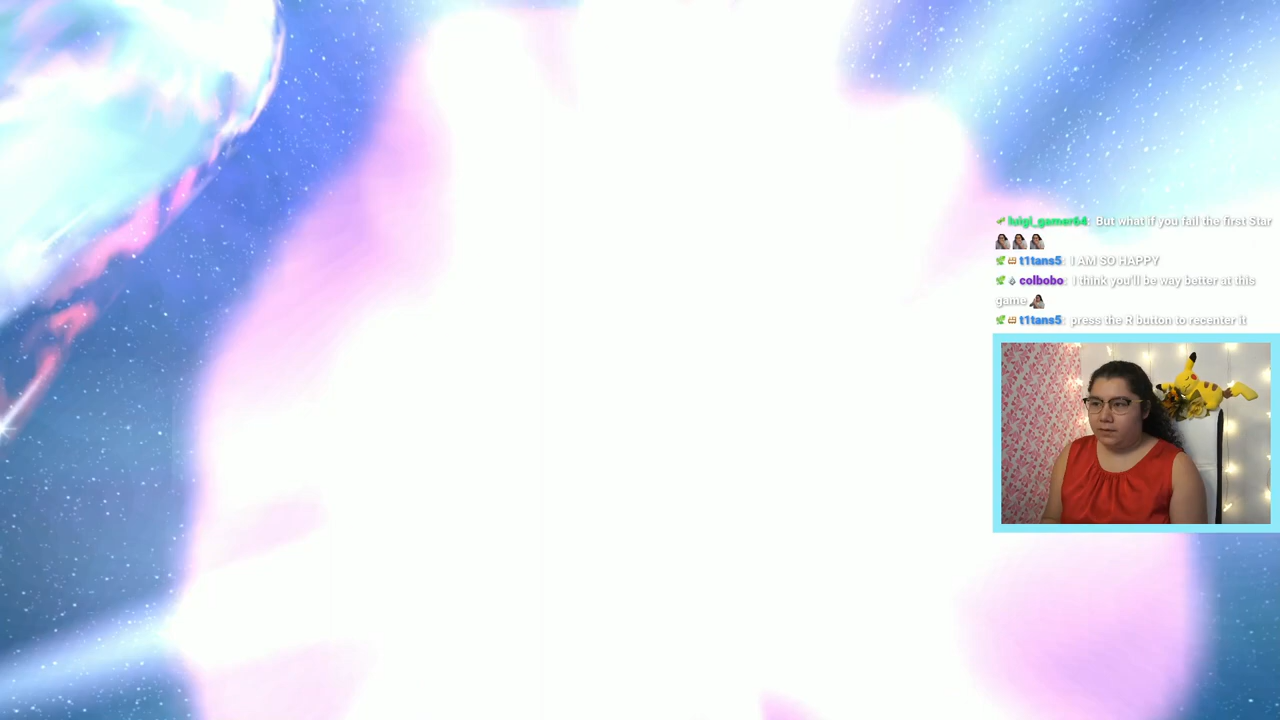 luigi_gamer64: But what if you fail the first Star
t1tans5: I AM SO HAPPY
colbobo: I think you'll be way better at this
game
t1tans5: press the R button to recenter it